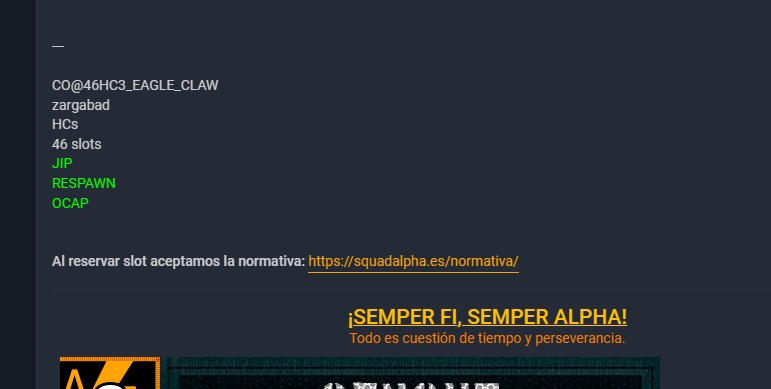 —
CO@46HC3_EAGLE_CLAW
zargabad
HCs
46 slots
JIP
RESPAWN
OCAP
Al reservar slot aceptamos la normativa: https://squadalpha.es/normativa/
¡SEMPER FI, SEMPER ALPHA!
Todo es cuestión de tiempo y perseverancia.